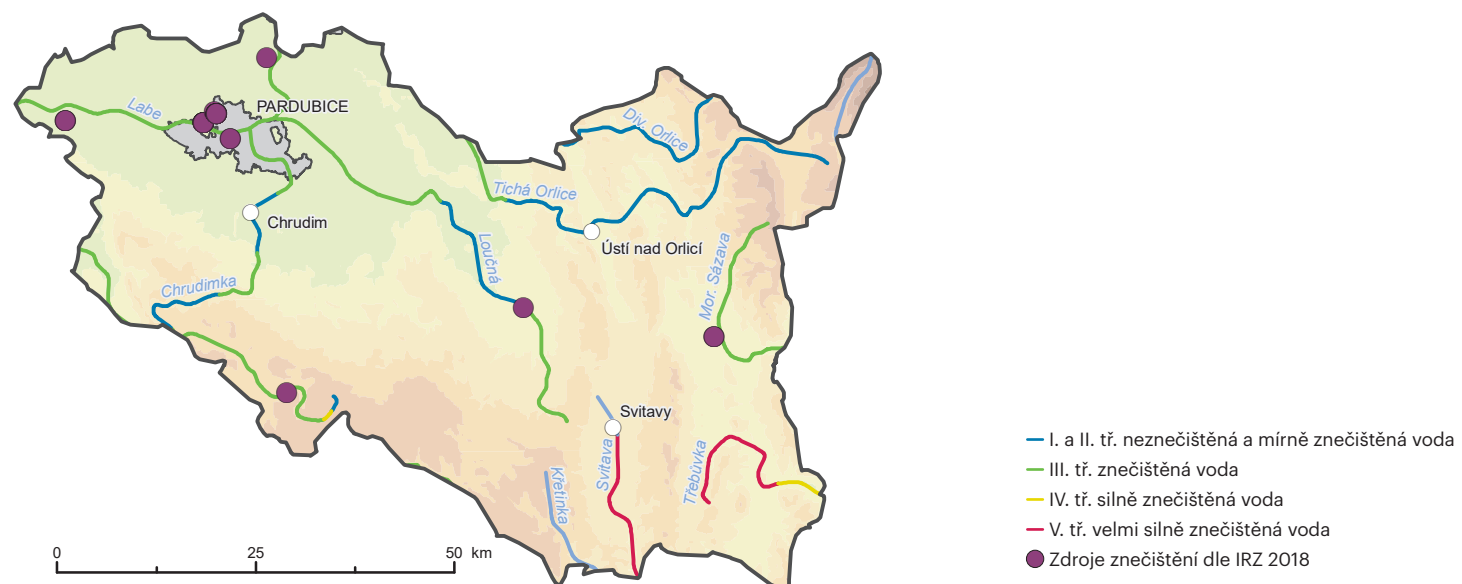 PARDUBICE
Labe
Div. Orlice
Tichá Orlice
Chrudim
Ústí nad Orlicí
Loučná
Mor. Sázava
Chrudimka
Svitavy
Svitava
Třebůvka
Křetínka
I. a II. tř. neznečištěná a mírně znečištěná voda
III. tř. znečištěná voda
IV. tř. silně znečištěná voda
V. tř. velmi silně znečištěná voda
Zdroje znečištění dle IRZ 2018
0 25 50 km